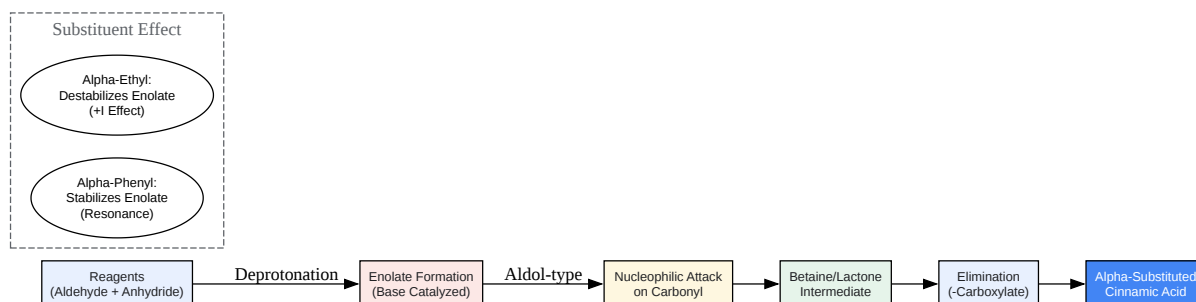 Substituent Effect
Alpha-Ethyl:
Destabilizes Enolate
(+I Effect)
Alpha-Phenyl:
Stabilizes Enolate
(Resonance)
Reagents
(Aldehyde + Anhydride)
Deprotonation
Enolate Formation
(Base Catalyzed)
Aldol-type
Nucleophilic Attack
on Carbonyl
Betaine/Lactone
Intermediate
Elimination
(-Carboxylate)
Alpha-Substituted
Cinnamic Acid